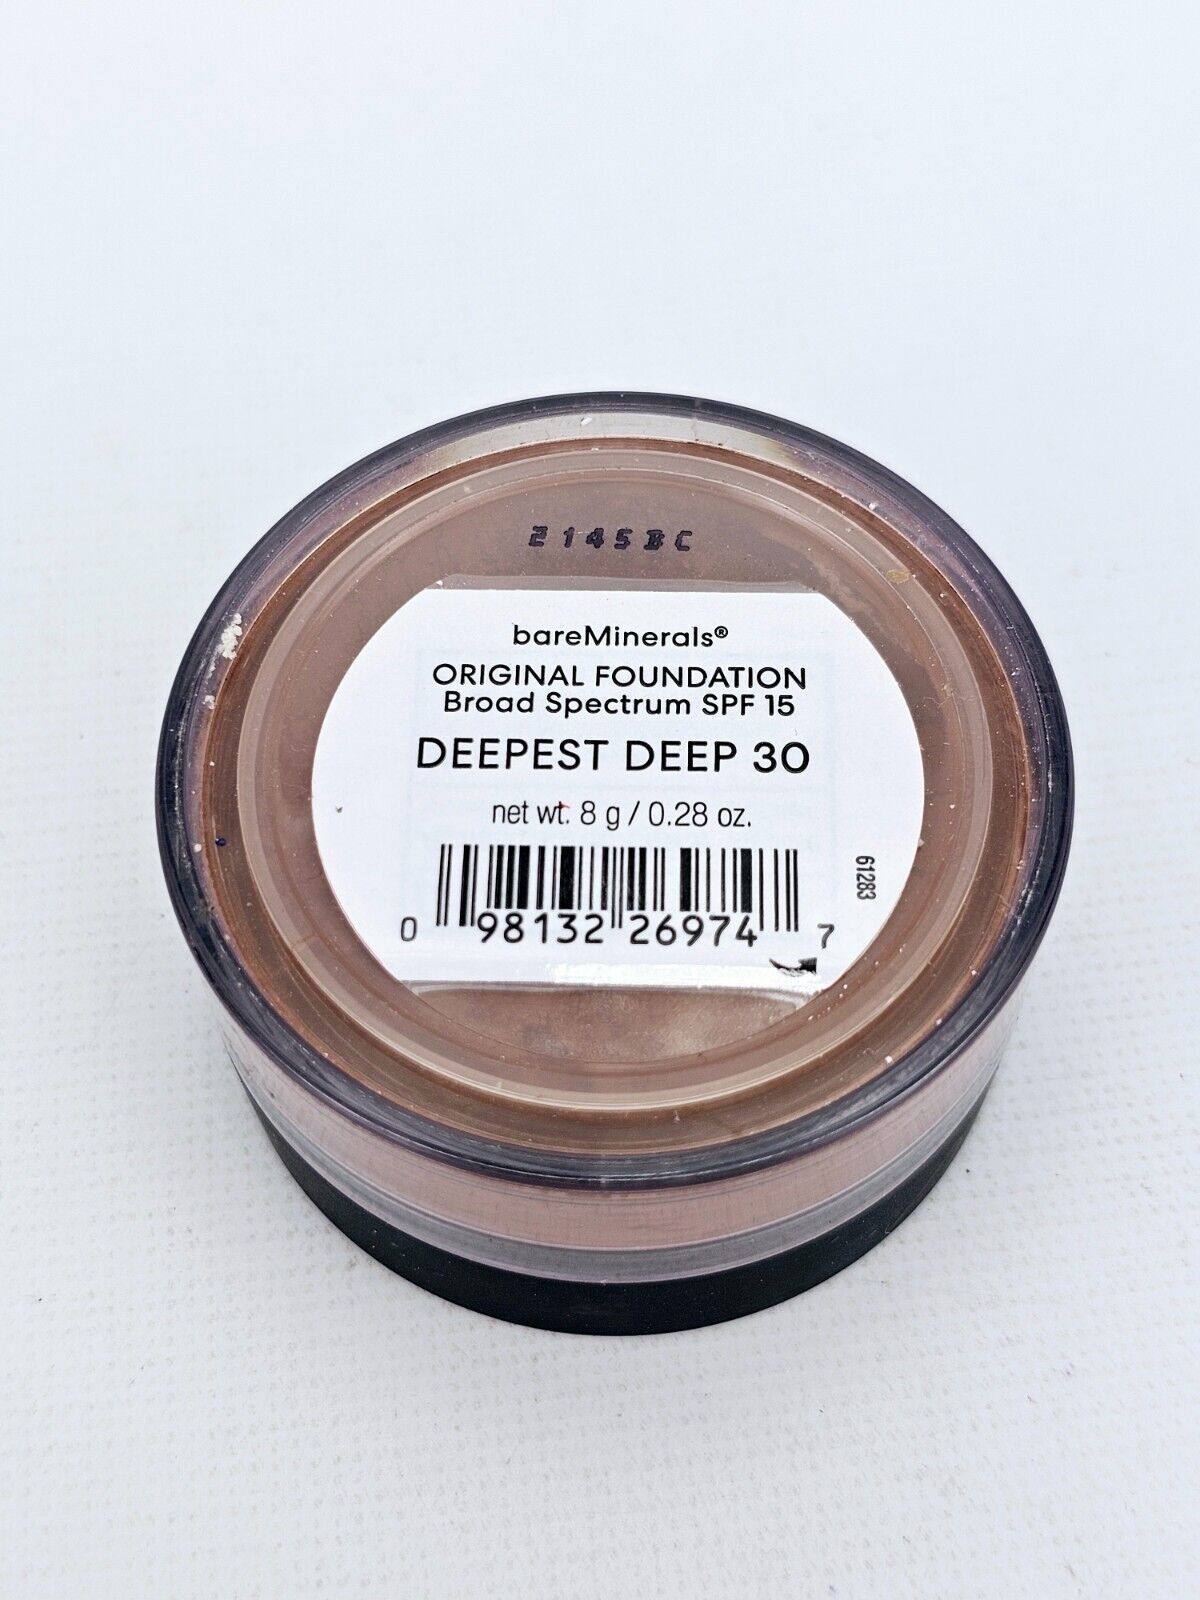 2145BC
bareMinerals®
ORIGINAL FOUNDATION
Broad Spectrum SPF 15
DEEPEST DEEP 30
net wt. 8 g / 0.28 oz.
61283
0 98132 26974 7